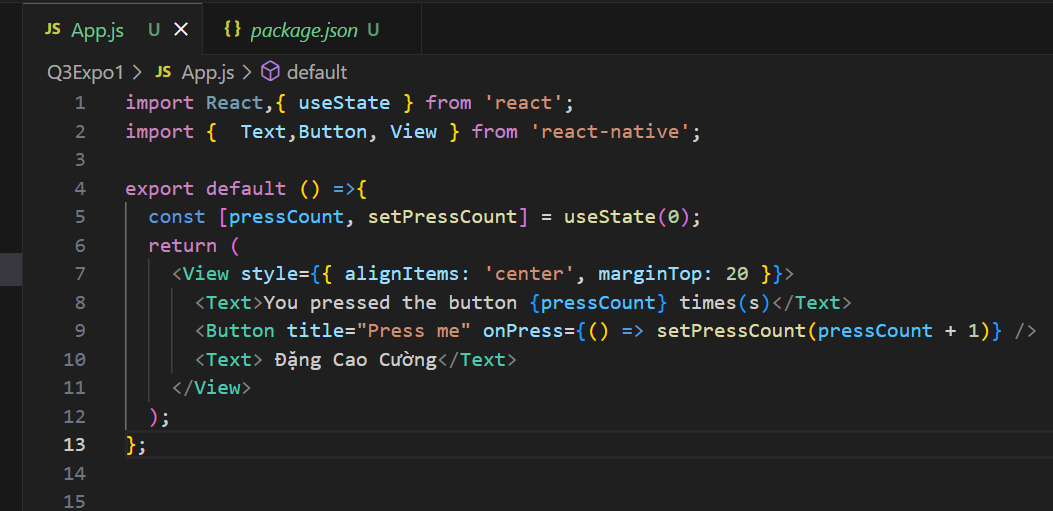 JS App.js U ×
{} package.json U
Q3Expo1 > JS App.js > default
1 import React,{ useState } from 'react';
2 import {  Text,Button, View } from 'react-native';
3
4 export default () =>{
5   const [pressCount, setPressCount] = useState(0);
6   return (
7     <View style={{ alignItems: 'center', marginTop: 20 }}>
8       <Text>You pressed the button {pressCount} times(s)</Text>
9       <Button title="Press me" onPress={() => setPressCount(pressCount + 1)} />
10       <Text> Đặng Cao Cường</Text>
11     </View>
12   );
13 };
14
15